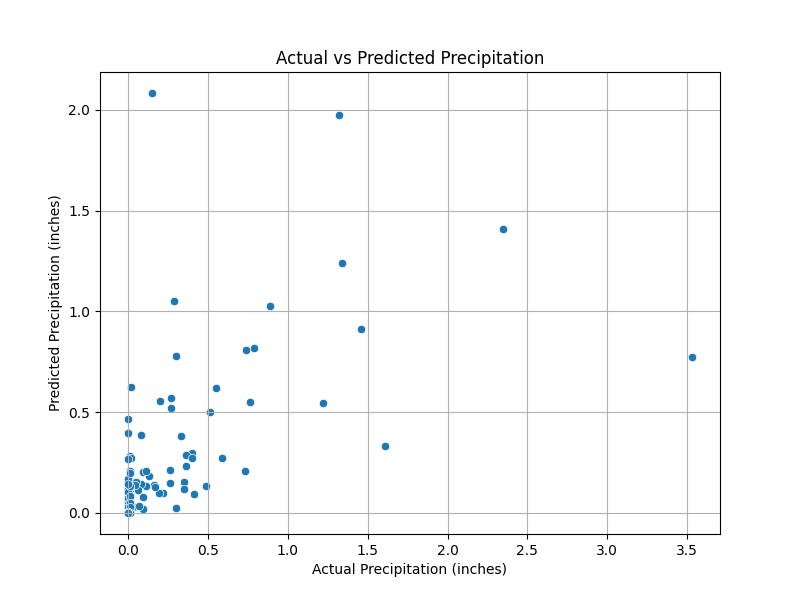 Actual vs Predicted Precipitation
Predicted Precipitation (inches)
2.0
1.5
1.0
0.5
0.0
0.0 0.5 1.0 1.5 2.0 2.5 3.0 3.5
Actual Precipitation (inches)